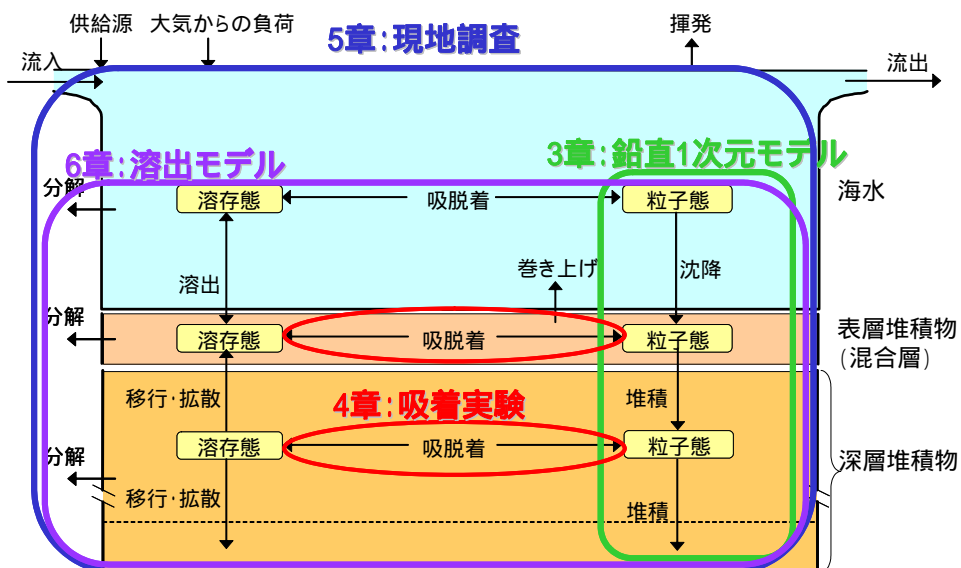 供給源
大気からの負荷
5章:現地調査
揮発
流入
流出
3章:鉛直1次元モデル
6章:溶出モデル
分解
溶存態
吸脱着
粒子態
海水
溶出
巻き上げ
沈降
分解
溶存態
吸脱着
粒子態
表層堆積物
(混合層)
移行・拡散
4章:吸着実験
堆積
溶存態
吸脱着
粒子態
分解
深層堆積物
移行・拡散
堆積